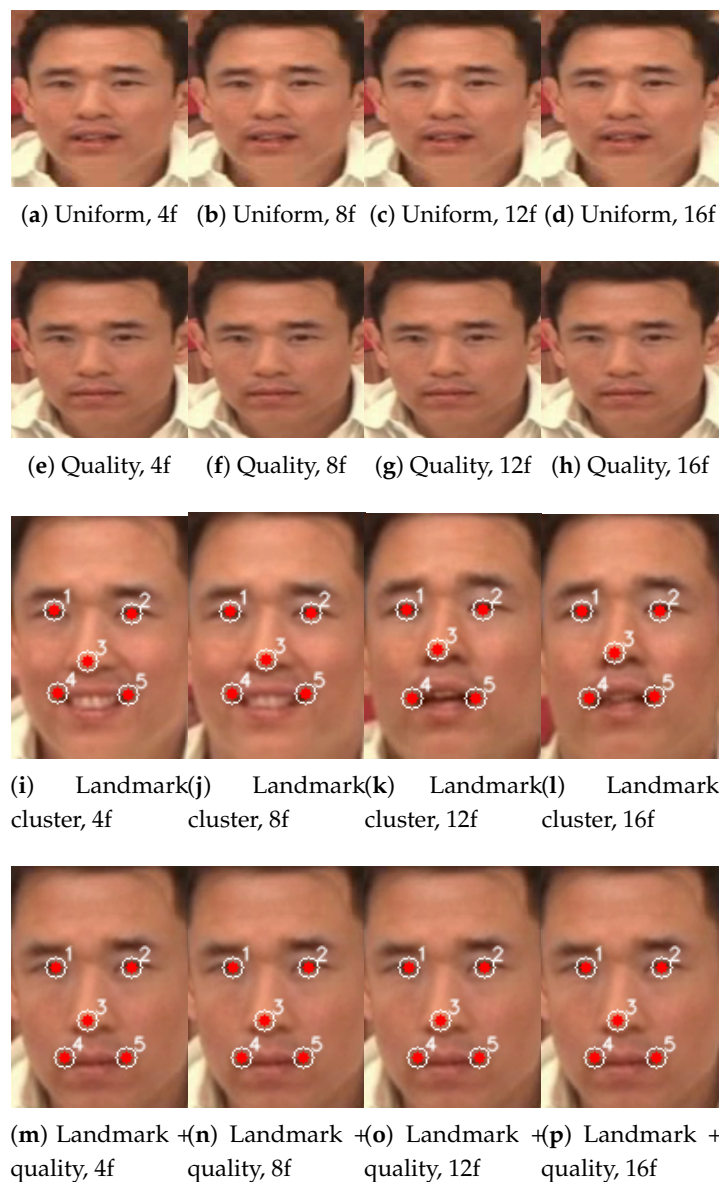 (a) Uniform, 4f (b) Uniform, 8f (c) Uniform, 12f (d) Uniform, 16f
(e) Quality, 4f (f) Quality, 8f (g) Quality, 12f (h) Quality, 16f
1 2 1 2 1 2 1 2
3 3 3 3
4 5 4 5 4 5 4 5
(i) Landmark (j) Landmark (k) Landmark (l) Landmark
cluster, 4f cluster, 8f cluster, 12f cluster, 16f
1 2 1 2 1 2 1 2
3 3 3 3
4 5 4 5 4 5 4 5
(m) Landmark + (n) Landmark + (o) Landmark + (p) Landmark +
quality, 4f quality, 8f quality, 12f quality, 16f